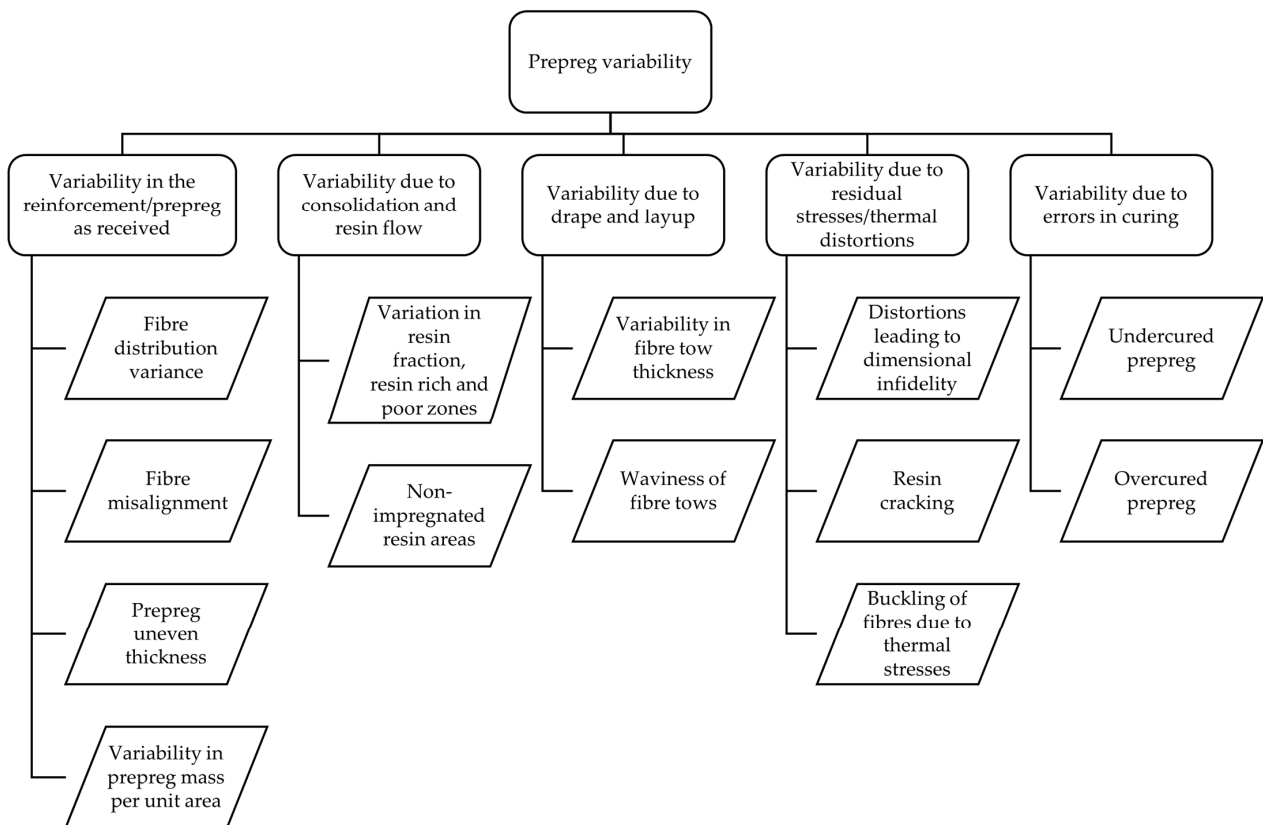 Prepreg variability
Variability in the
reinforcement/prepreg
as received
Variability due to
consolidation and
resin flow
Variability due to
drape and layup
Variability due to
residual
stresses/thermal
distortions
Variability due to
errors in curing
Fibre
distribution
variance
Fibre
misalignment
Prepreg
uneven
thickness
Variability in
prepreg mass
per unit area
Variation in
resin
fraction,
resin rich and
poor zones
Non-
impregnated
resin areas
Variability in
fibre tow
thickness
Waviness of
fibre tows
Distortions
leading to
dimensional
infidelity
Resin
cracking
Buckling of
fibres due to
thermal
stresses
Undercured
prepreg
Overcured
prepreg